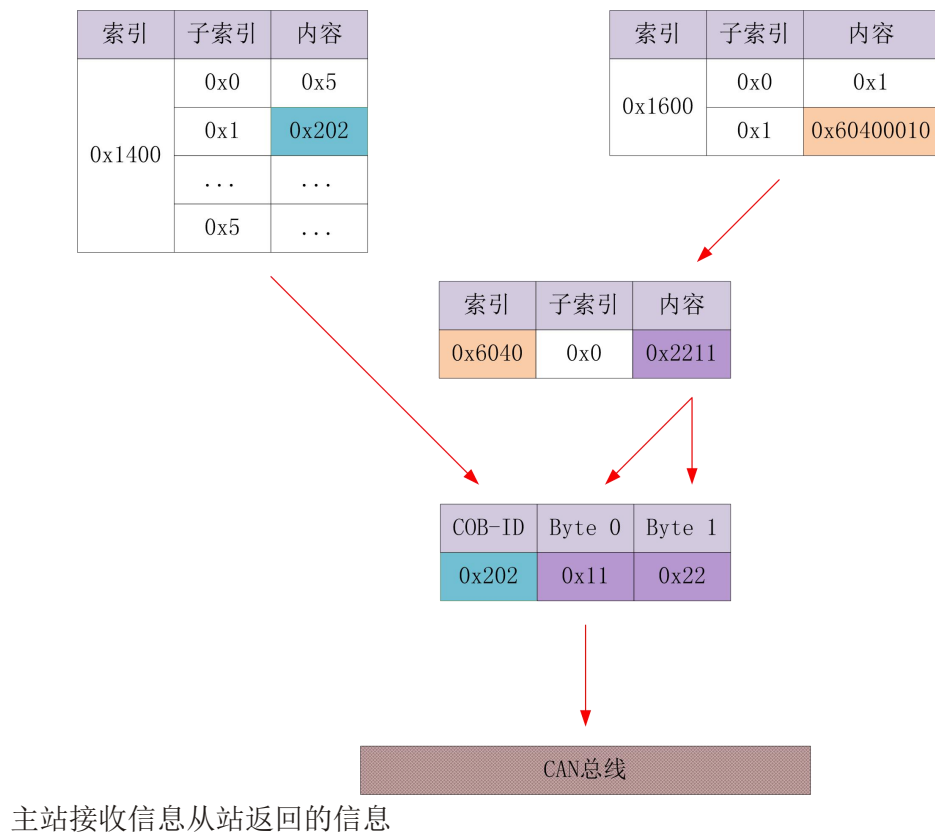 索引 子索引 内容
0x1400
0x0 0x5
0x1 0x202
... ...
0x5 ...
索引 子索引 内容
0x1600
0x0 0x1
0x1 0x60400010
索引 子索引 内容
0x6040 0x0 0x2211
COB-ID Byte 0 Byte 1
0x202 0x11 0x22
CAN总线
主站接收信息从站返回的信息